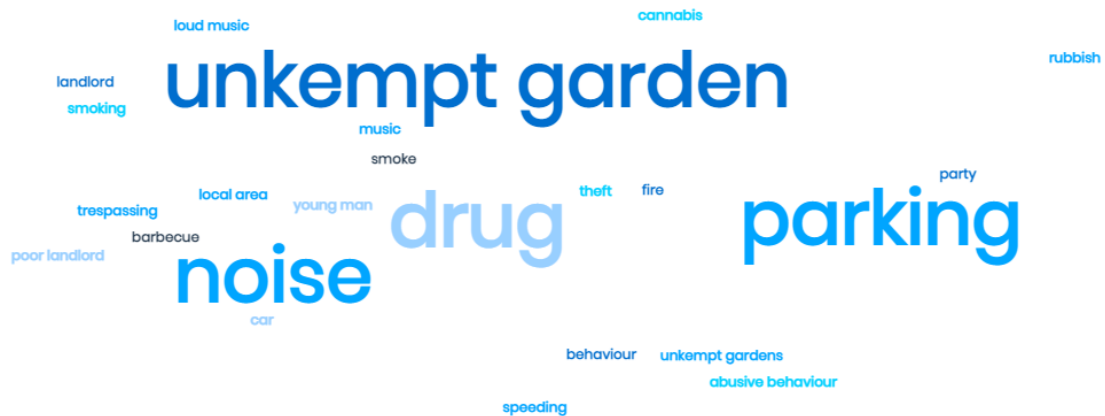 cannabis
loud music
rubbish
unkempt garden
landlord
smoking
music
smoke
party
theft
fire
local area
young man
trespassing
drug
parking
barbecue
poor landlord
noise
car
behaviour
unkempt gardens
abusive behaviour
speeding